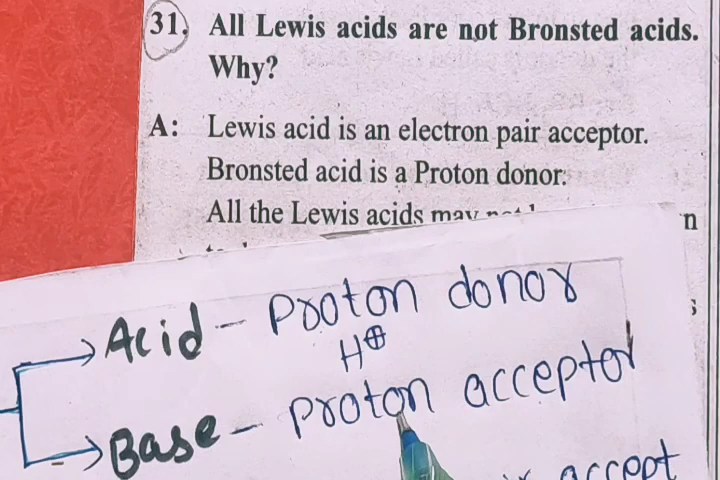 31. All Lewis acids are not Bronsted acids.
Why?
A: Lewis acid is an electron pair acceptor.
Bronsted acid is a Proton donor.
All the Lewis acids may
Acid - Proton donor
H⊕
Base - Proton acceptor
accept